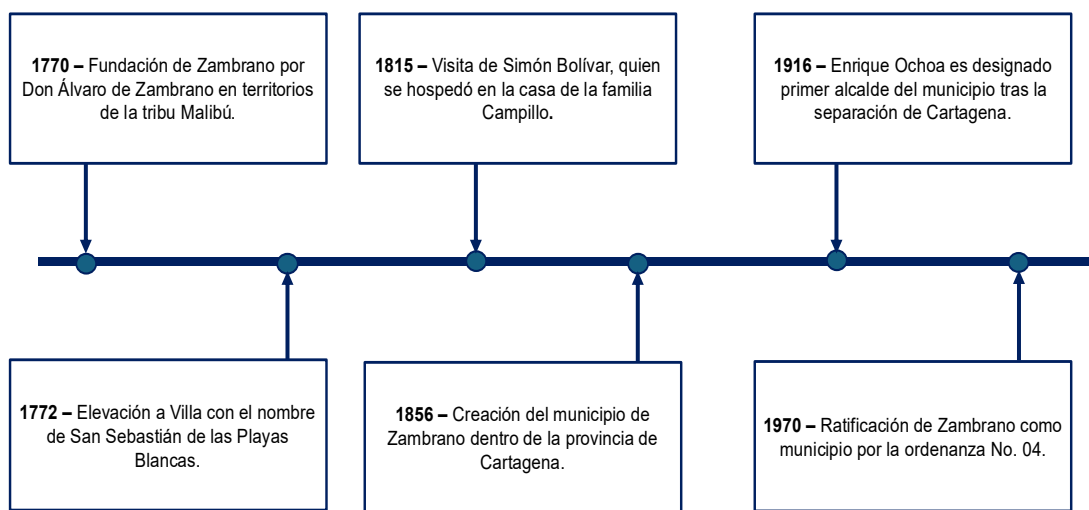 1770 – Fundación de Zambrano por
Don Álvaro de Zambrano en territorios
de la tribu Malibú.
1815 – Visita de Simón Bolívar, quien
se hospedó en la casa de la familia
Campillo.
1916 – Enrique Ochoa es designado
primer alcalde del municipio tras la
separación de Cartagena.
1772 – Elevación a Villa con el nombre
de San Sebastián de las Playas
Blancas.
1856 – Creación del municipio de
Zambrano dentro de la provincia de
Cartagena.
1970 – Ratificación de Zambrano como
municipio por la ordenanza No. 04.